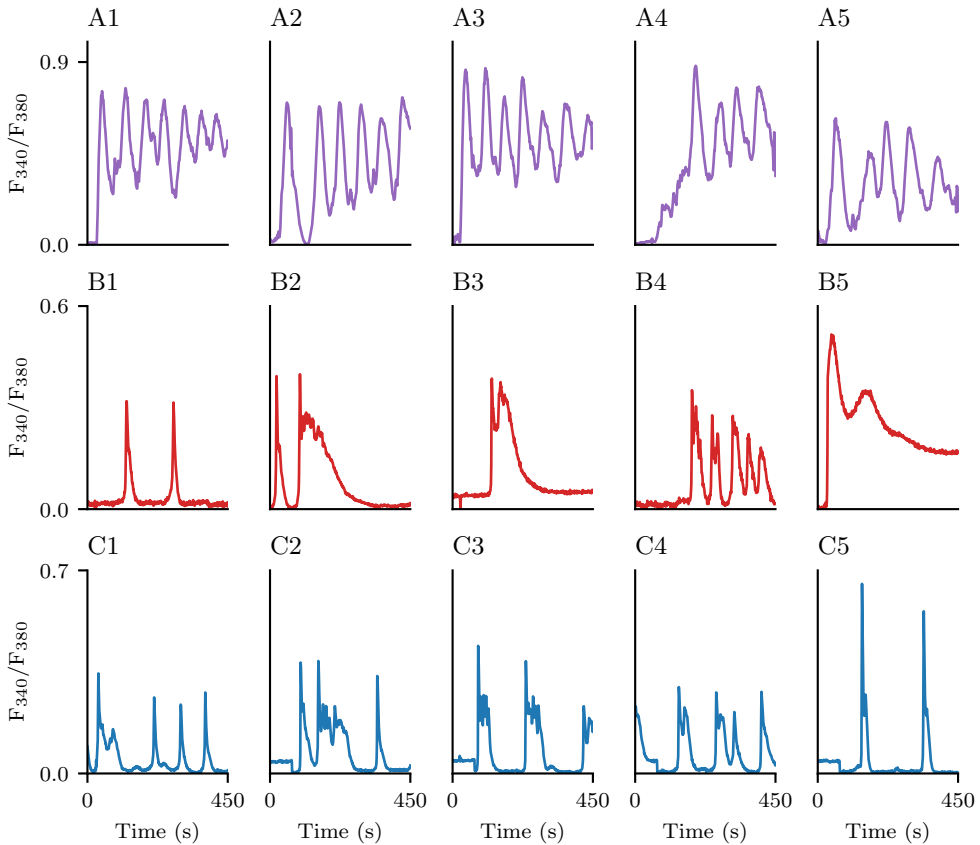 A1 A2 A3 A4 A5
0.9
F340/F380
0.0
B1 B2 B3 B4 B5
0.6
F340/F380
0.0
C1 C2 C3 C4 C5
0.7
F340/F380
0.0
0 450 0 450 0 450 0 450 0 450
Time (s) Time (s) Time (s) Time (s) Time (s)